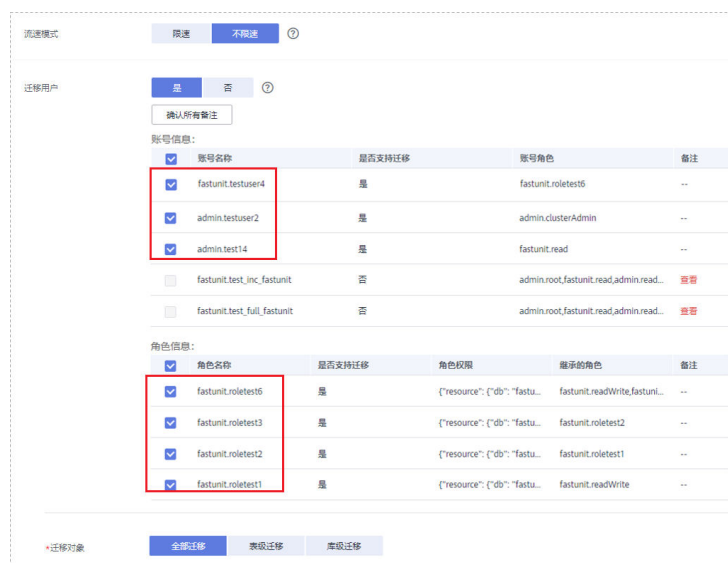 流速模式 限速 不限速 ?
迁移用户 是 否 ?
确认所有备注
账号信息:
账号名称 是否支持迁移 账号角色 备注
fastunit.testuser4 是 fastunit.roletest6 --
admin.testuser2 是 admin.clusterAdmin --
admin.test14 是 fastunit.read --
fastunit.test_inc_fastunit 否 admin.root,fastunit.read,admin.read... 查看
fastunit.test_full_fastunit 否 admin.root,fastunit.read,admin.read... 查看
角色信息:
角色名称 是否支持迁移 角色权限 继承的角色 备注
fastunit.roletest6 是 {"resource": {"db": "fastu... fastunit.readWrite,fastuni... --
fastunit.roletest3 是 {"resource": {"db": "fastu... fastunit.roletest2 --
fastunit.roletest2 是 {"resource": {"db": "fastu... fastunit.roletest1 --
fastunit.roletest1 是 {"resource": {"db": "fastu... fastunit.readWrite --
*迁移对象 全部迁移 表级迁移 库级迁移